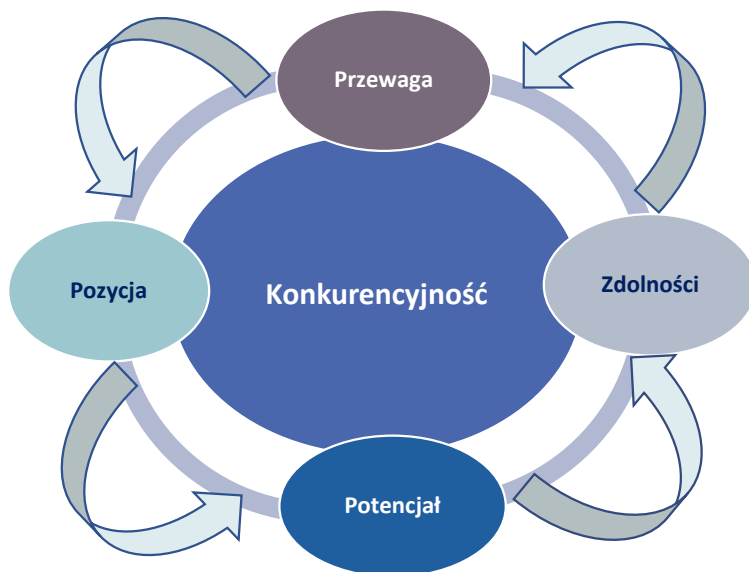 Przewaga
Pozycja
Konkurencyjność
Zdolności
Potencjał